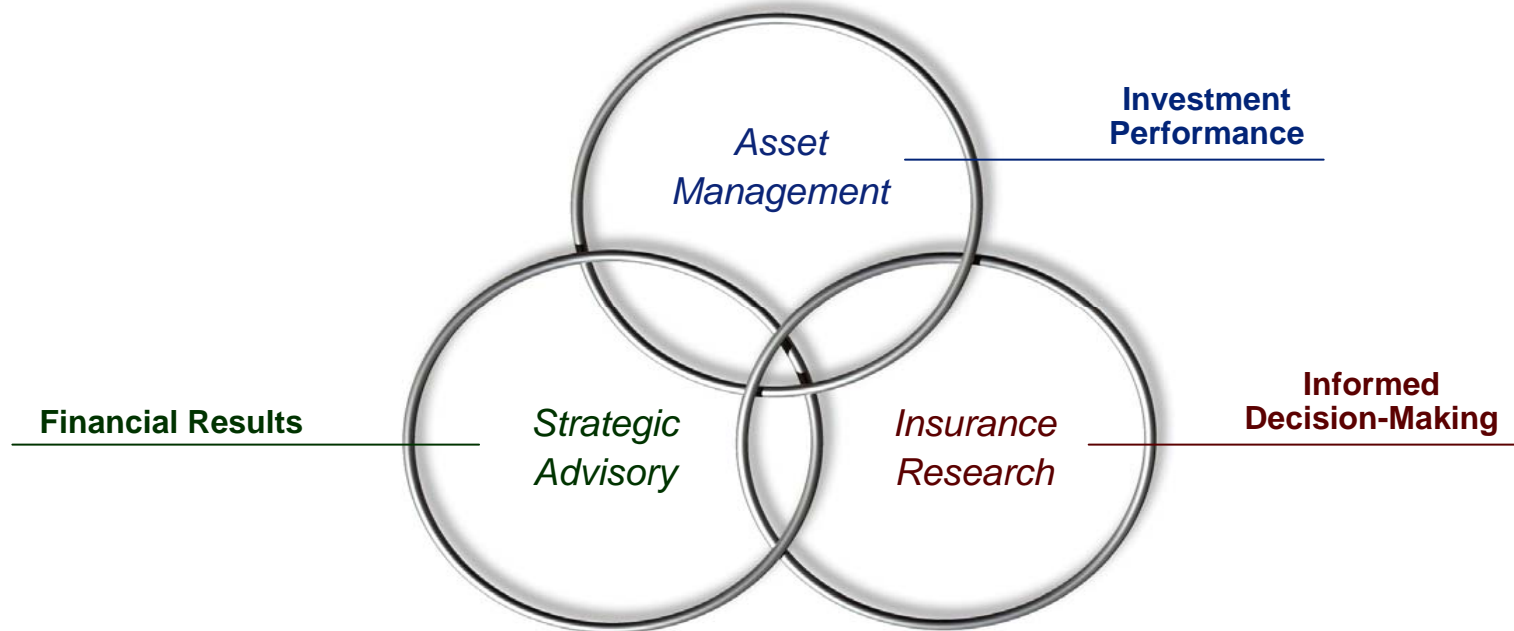 Investment
Performance
Asset
Management
Financial Results
Strategic
Advisory
Insurance
Research
Informed
Decision-Making